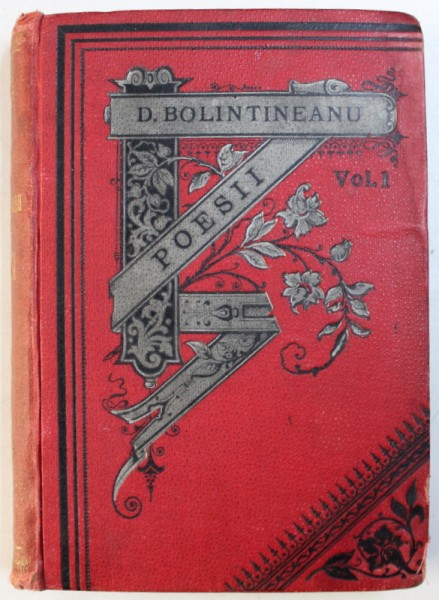 D. BOLINTINEANU
POESII
Vol. 1